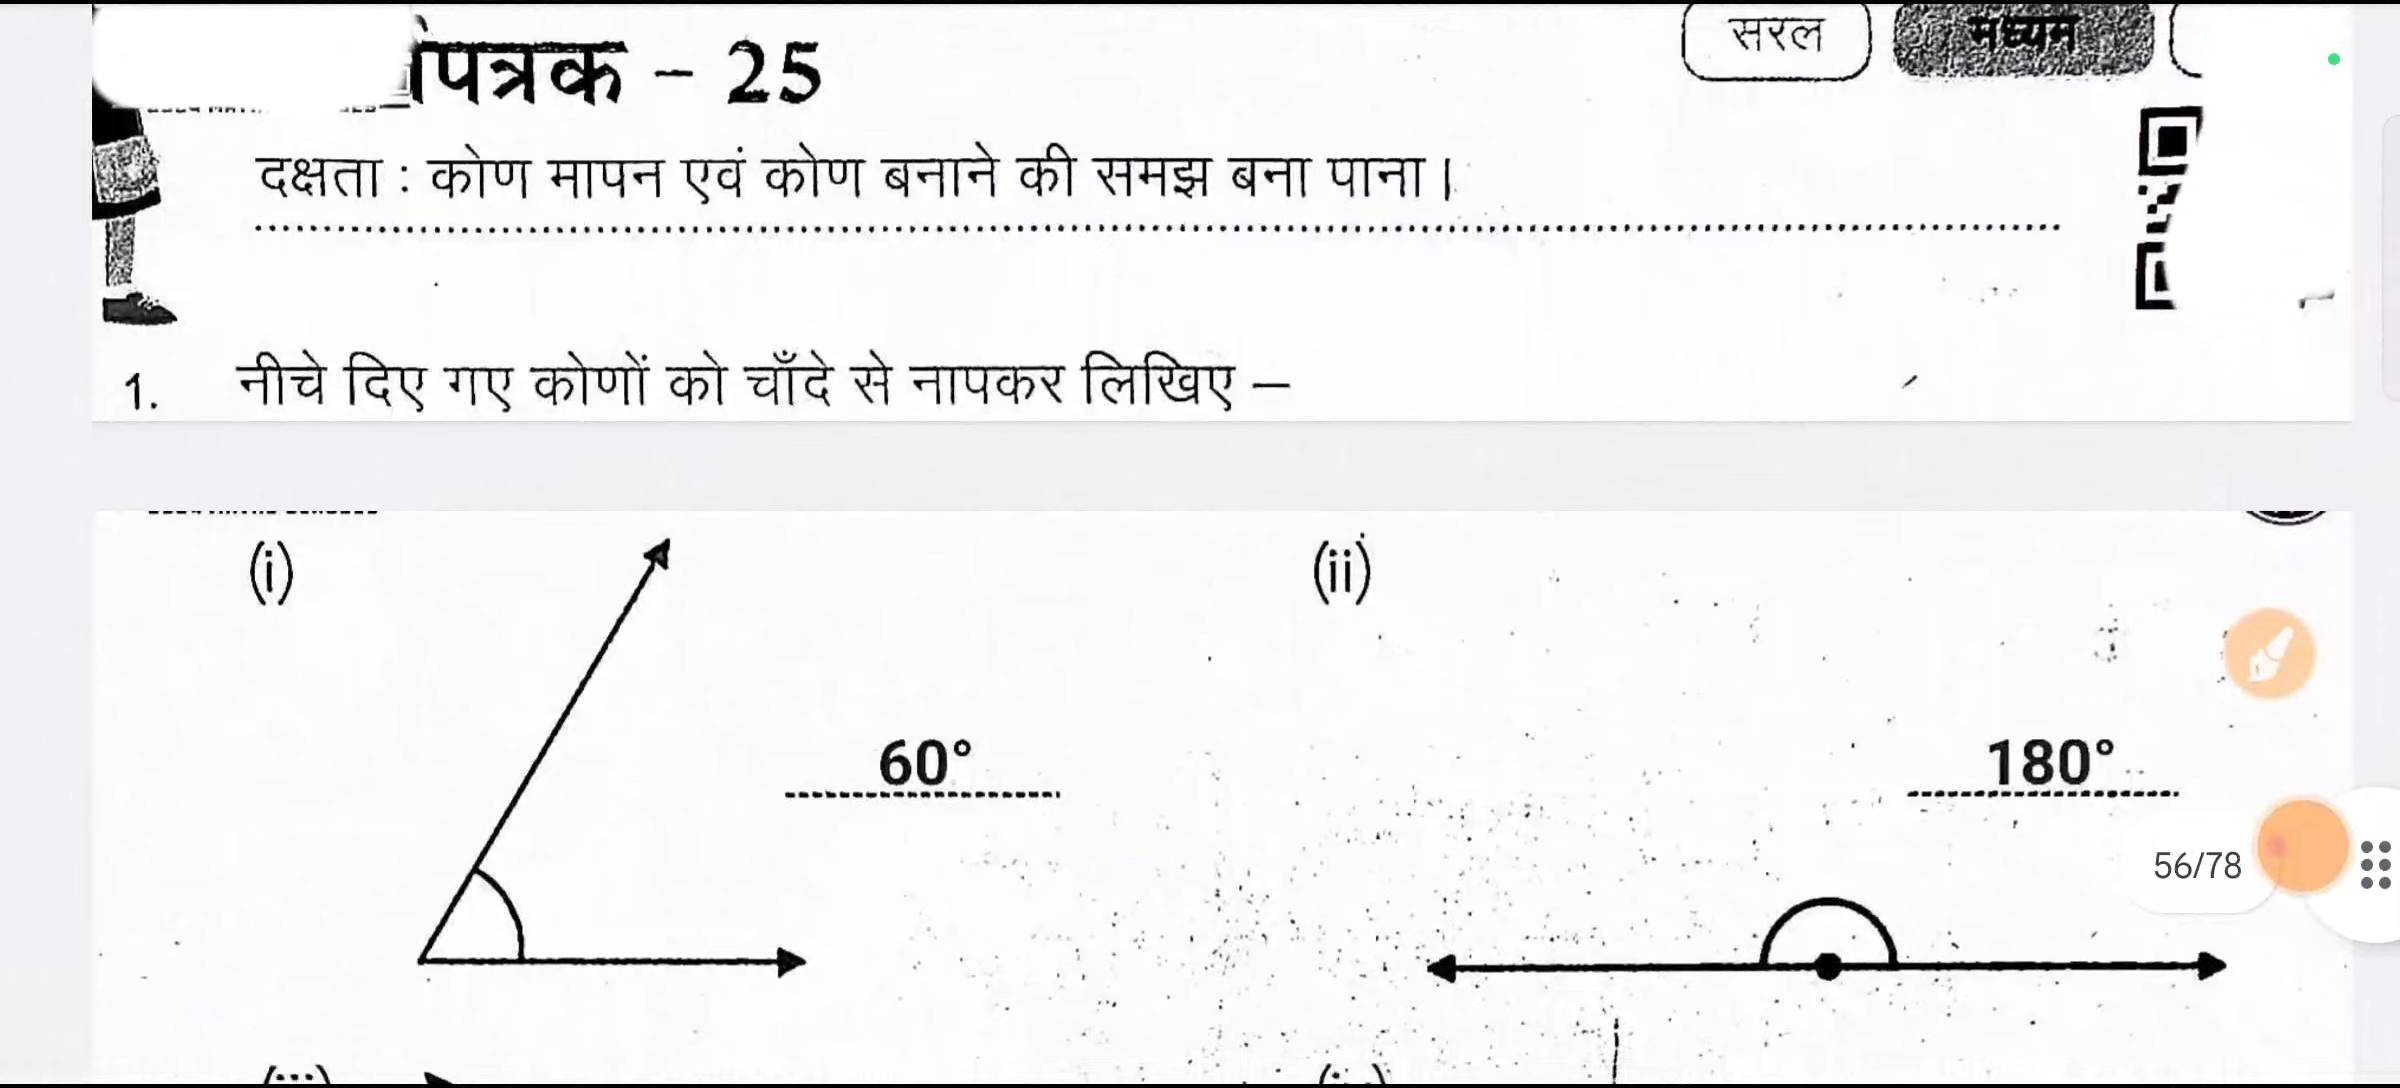 पत्रक - 25
सरल
मध्यम
दक्षता : कोण मापन एवं कोण बनाने की समझ बना पाना।
1. नीचे दिए गए कोणों को चाँदे से नापकर लिखिए –
(i)
(ii)
60°
180°
56/78